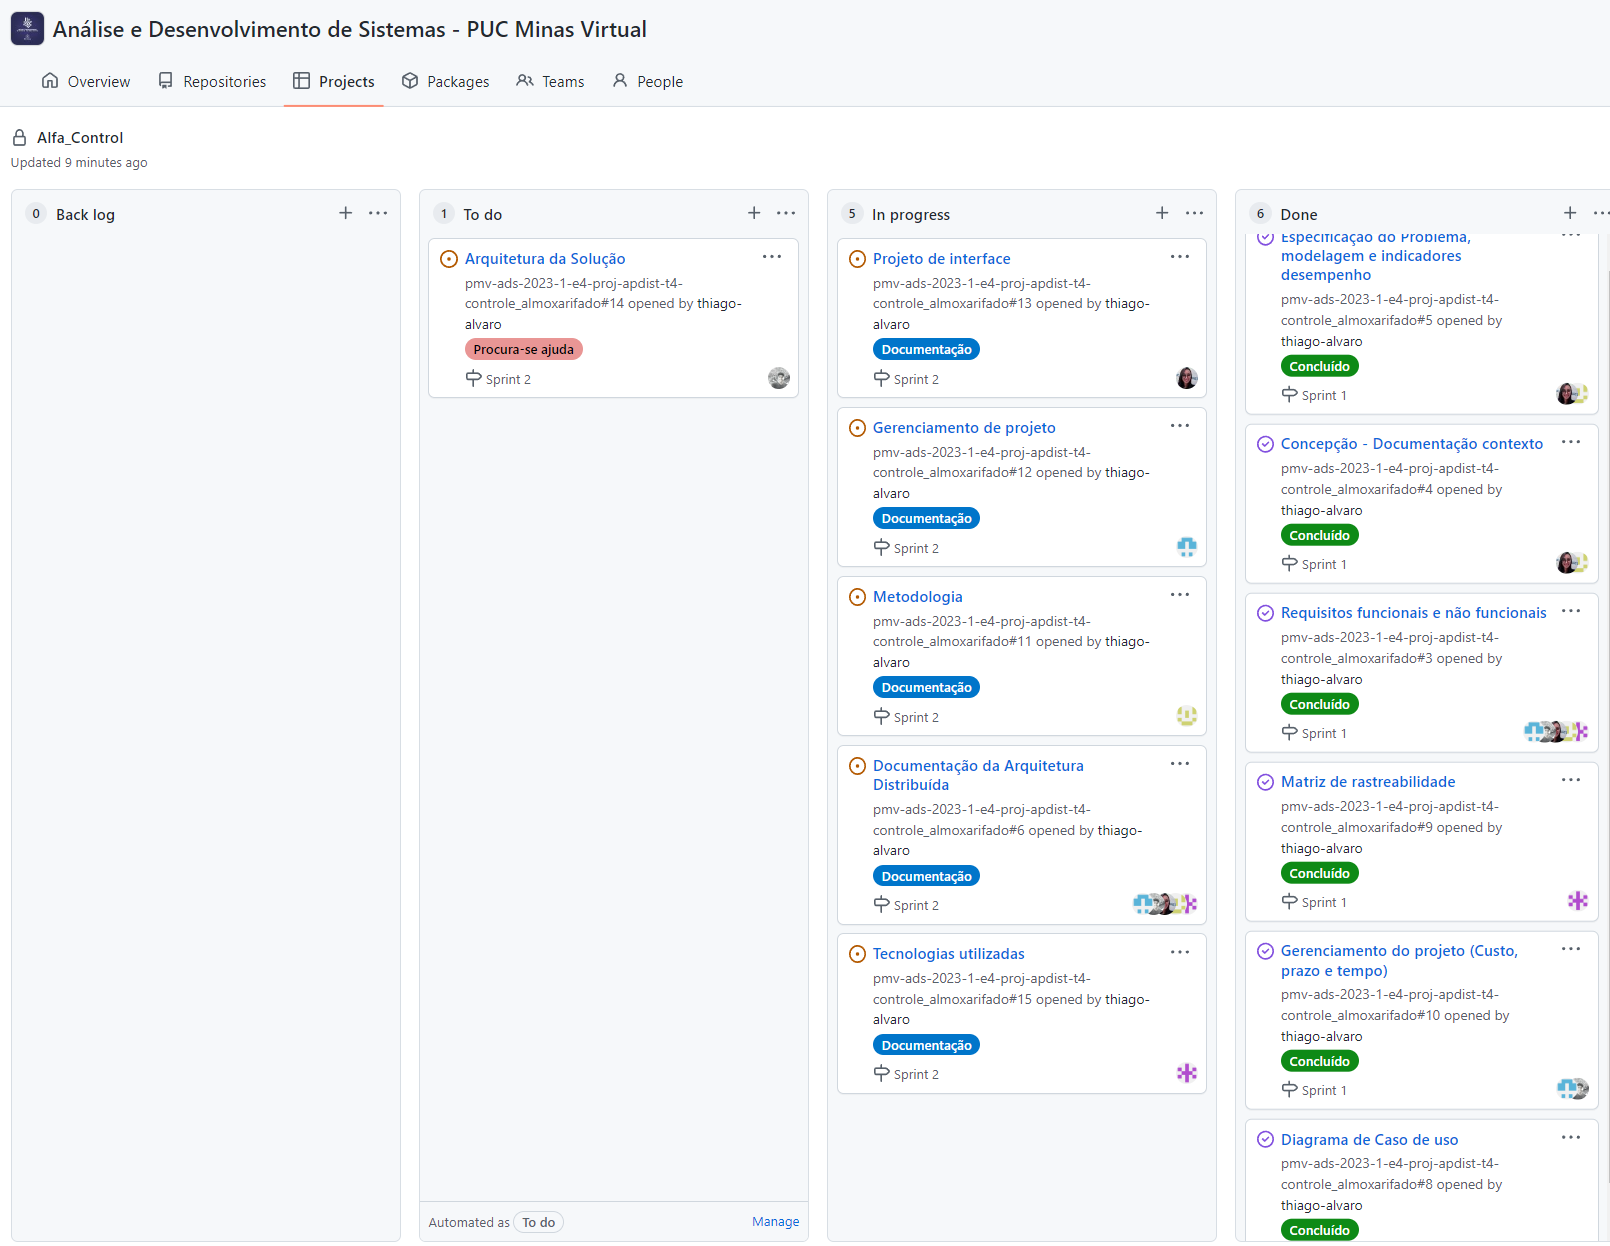 Análise e Desenvolvimento de Sistemas - PUC Minas Virtual
Overview
Repositories
Projects
Packages
Teams
People
Alfa_Control
Updated 9 minutes ago
0 Back log
1 To do
Arquitetura da Solução
pmv-ads-2023-1-e4-proj-apdist-t4-
controle_almoxarifado#14 opened by thiago-
alvaro
Procura-se ajuda
Sprint 2
Automated as To do
Manage
5 In progress
Projeto de interface
pmv-ads-2023-1-e4-proj-apdist-t4-
controle_almoxarifado#13 opened by thiago-
alvaro
Documentação
Sprint 2
Gerenciamento de projeto
pmv-ads-2023-1-e4-proj-apdist-t4-
controle_almoxarifado#12 opened by thiago-
alvaro
Documentação
Sprint 2
Metodologia
pmv-ads-2023-1-e4-proj-apdist-t4-
controle_almoxarifado#11 opened by thiago-
alvaro
Documentação
Sprint 2
Documentação da Arquitetura
Distribuída
pmv-ads-2023-1-e4-proj-apdist-t4-
controle_almoxarifado#6 opened by thiago-
alvaro
Documentação
Sprint 2
Tecnologias utilizadas
pmv-ads-2023-1-e4-proj-apdist-t4-
controle_almoxarifado#15 opened by thiago-
alvaro
Documentação
Sprint 2
6 Done
Especificação do Problema,
modelagem e indicadores
desempenho
pmv-ads-2023-1-e4-proj-apdist-t4-
controle_almoxarifado#5 opened by
thiago-alvaro
Concluído
Sprint 1
Concepção - Documentação contexto
pmv-ads-2023-1-e4-proj-apdist-t4-
controle_almoxarifado#4 opened by
thiago-alvaro
Concluído
Sprint 1
Requisitos funcionais e não funcionais
pmv-ads-2023-1-e4-proj-apdist-t4-
controle_almoxarifado#3 opened by
thiago-alvaro
Concluído
Sprint 1
Matriz de rastreabilidade
pmv-ads-2023-1-e4-proj-apdist-t4-
controle_almoxarifado#9 opened by
thiago-alvaro
Concluído
Sprint 1
Gerenciamento do projeto (Custo,
prazo e tempo)
pmv-ads-2023-1-e4-proj-apdist-t4-
controle_almoxarifado#10 opened by
thiago-alvaro
Concluído
Sprint 1
Diagrama de Caso de uso
pmv-ads-2023-1-e4-proj-apdist-t4-
controle_almoxarifado#8 opened by
thiago-alvaro
Concluído